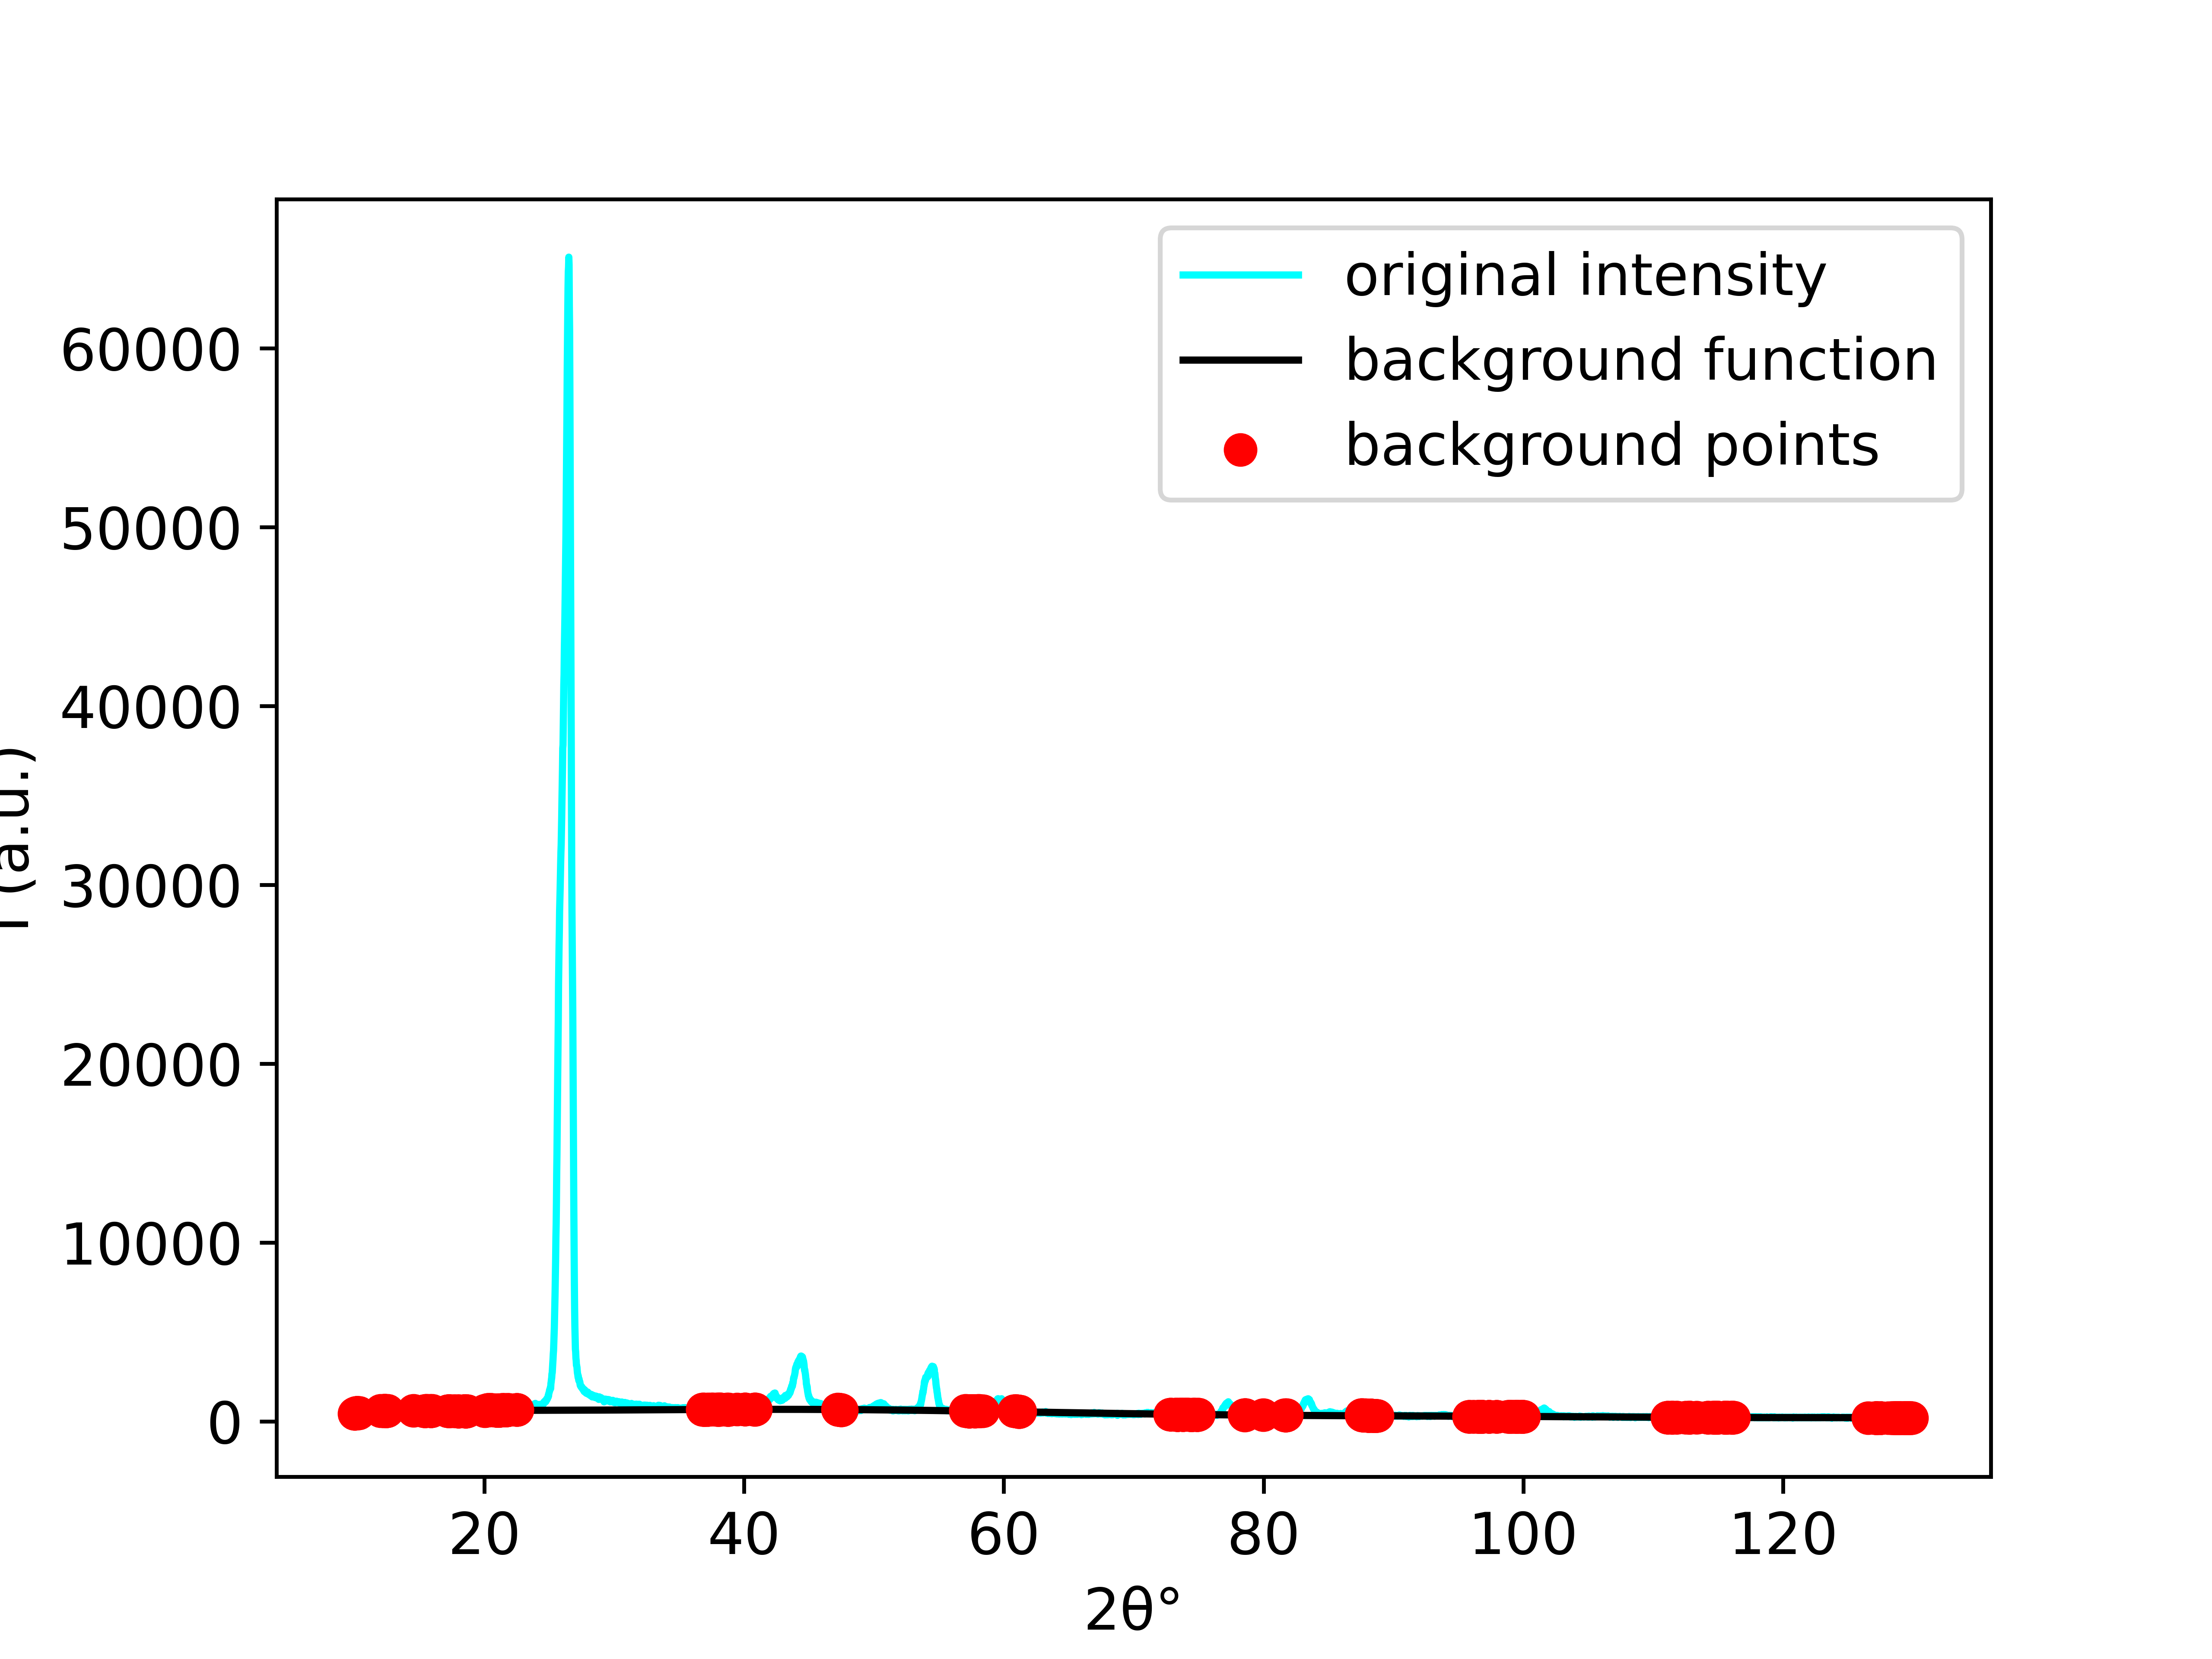 original intensity
background function
background points
60000
50000
40000
30000
20000
10000
0
(a.u.)
20 40 60 80 100 120
2θ°